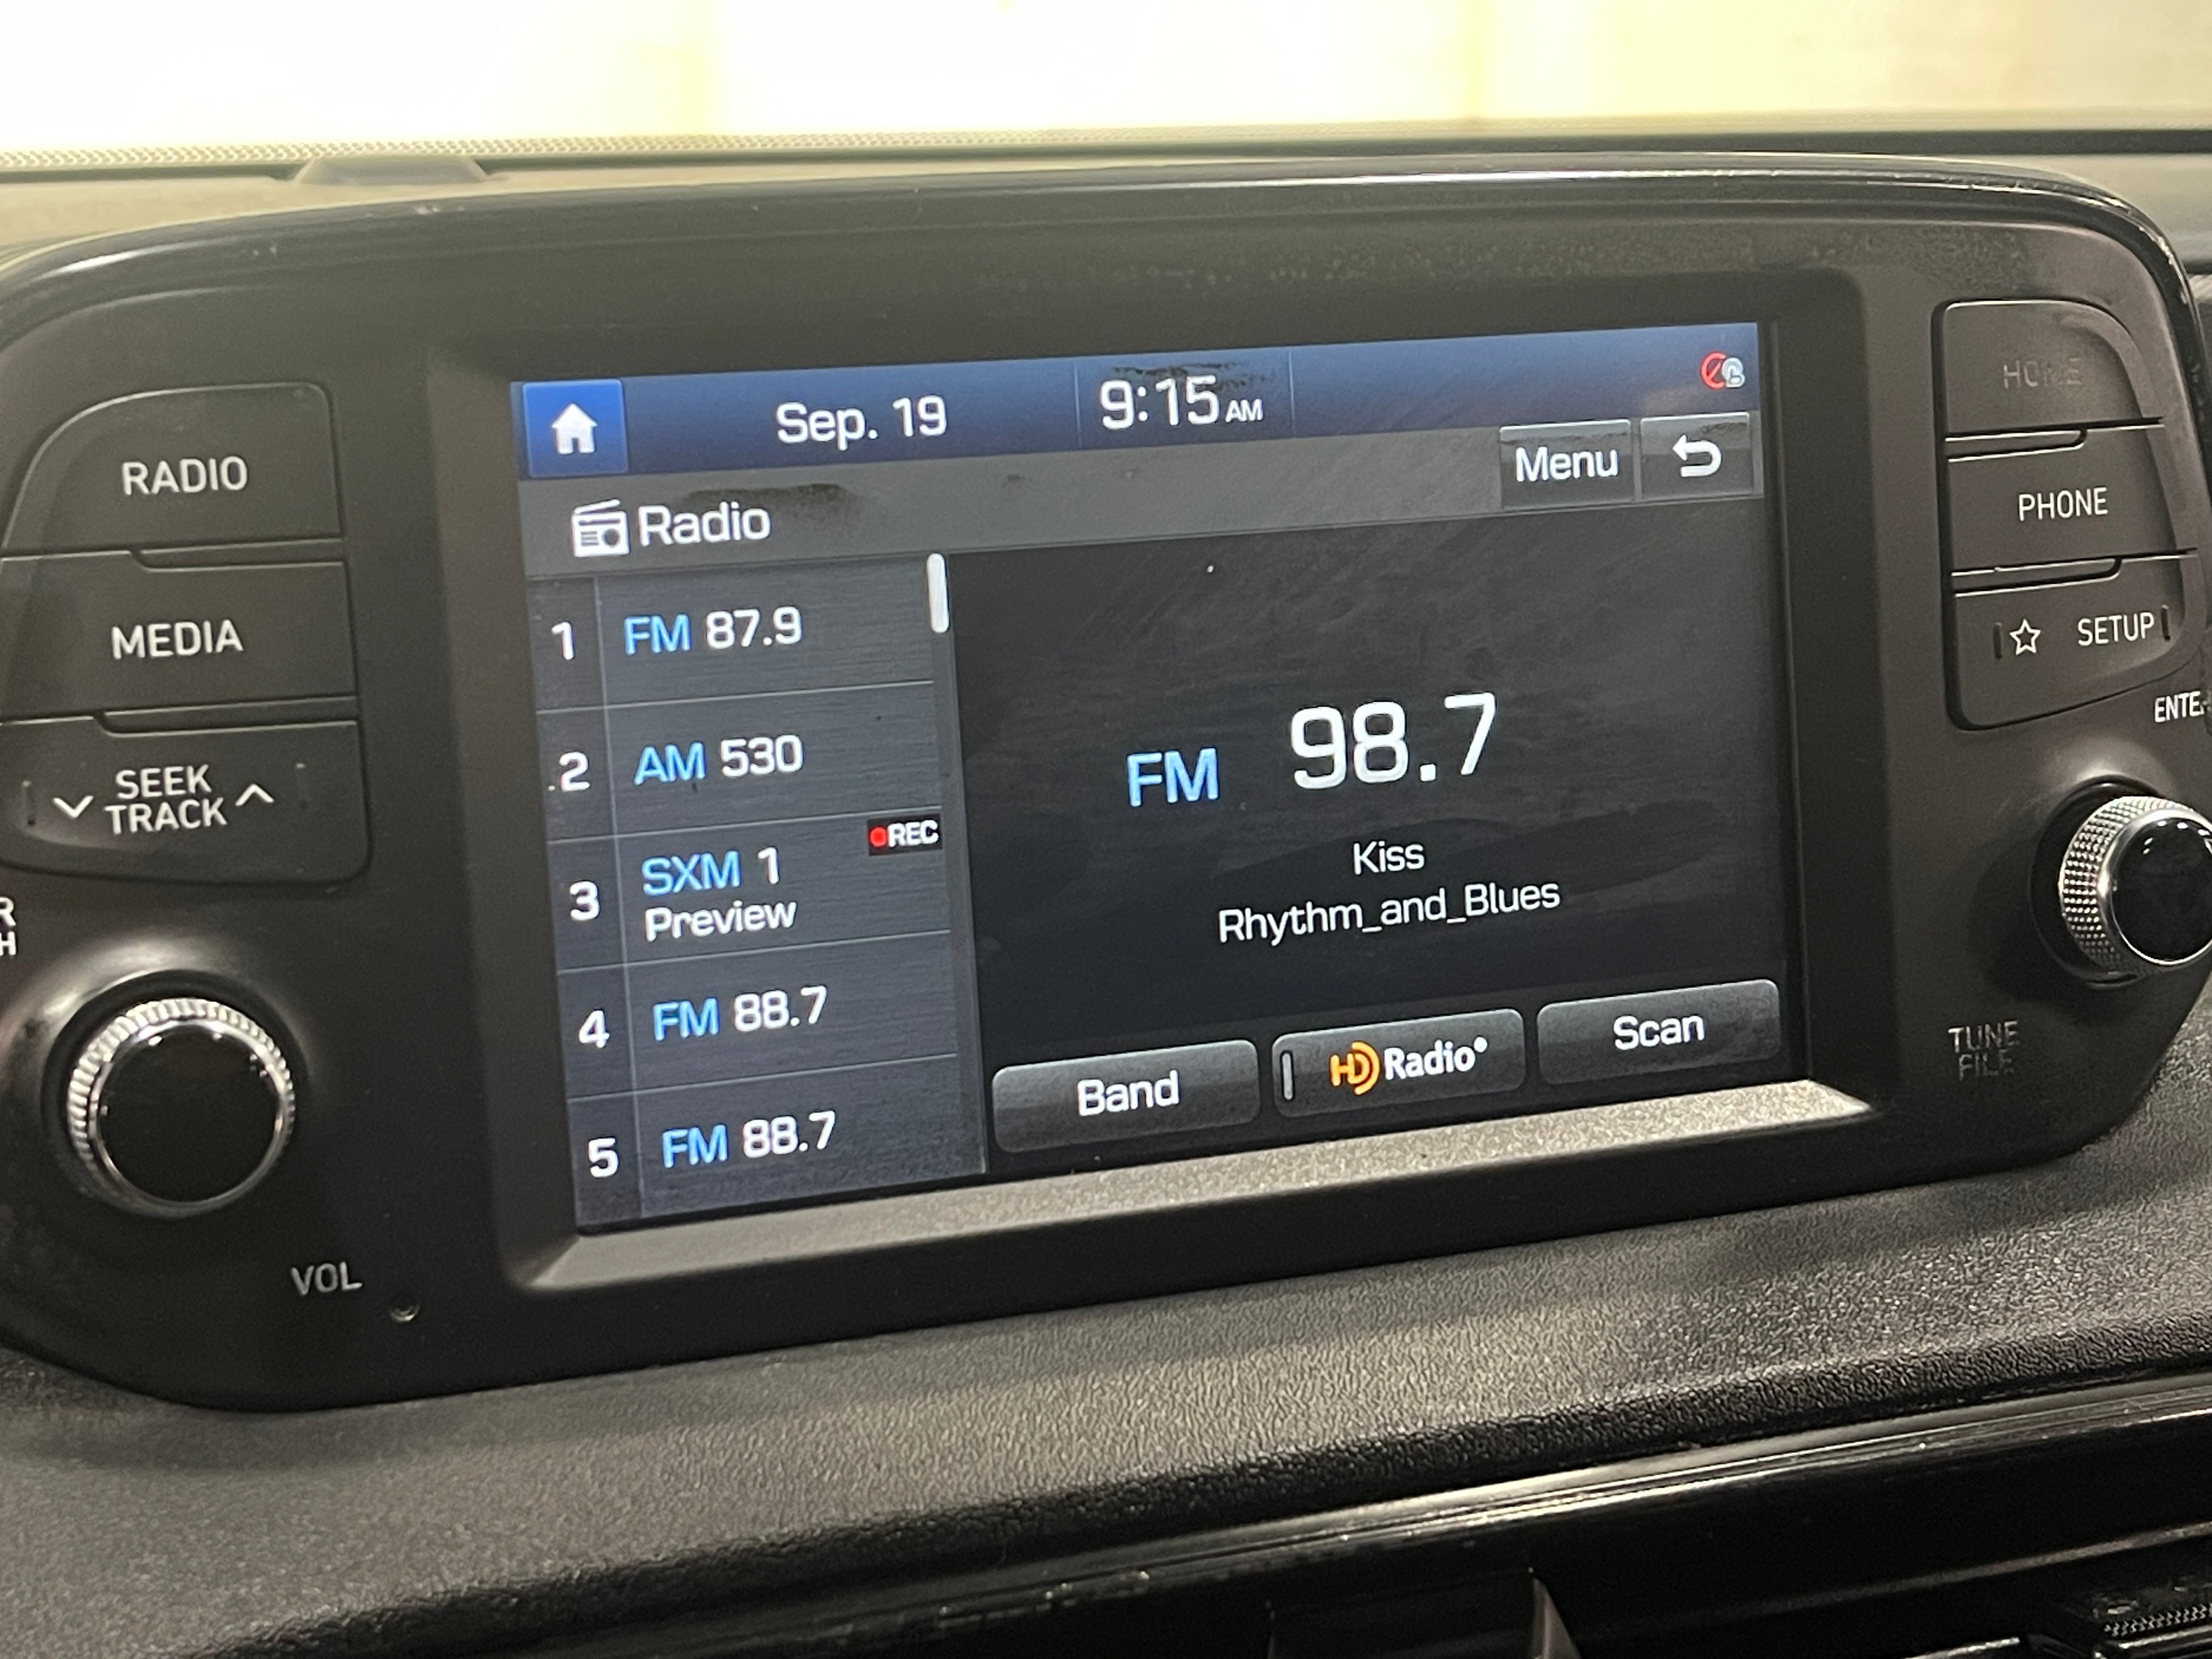 Sep. 19
9:15 AM
Menu
Radio
1 FM 87.9
2 AM 530
REC
3 SXM 1
Preview
4 FM 88.7
5 FM 88.7
FM 98.7
Kiss
Rhythm_and_Blues
Band
HD Radio
Scan
RADIO
MEDIA
SEEK
TRACK
R
H
VOL
HOME
PHONE
SETUP
TUNE
FILE